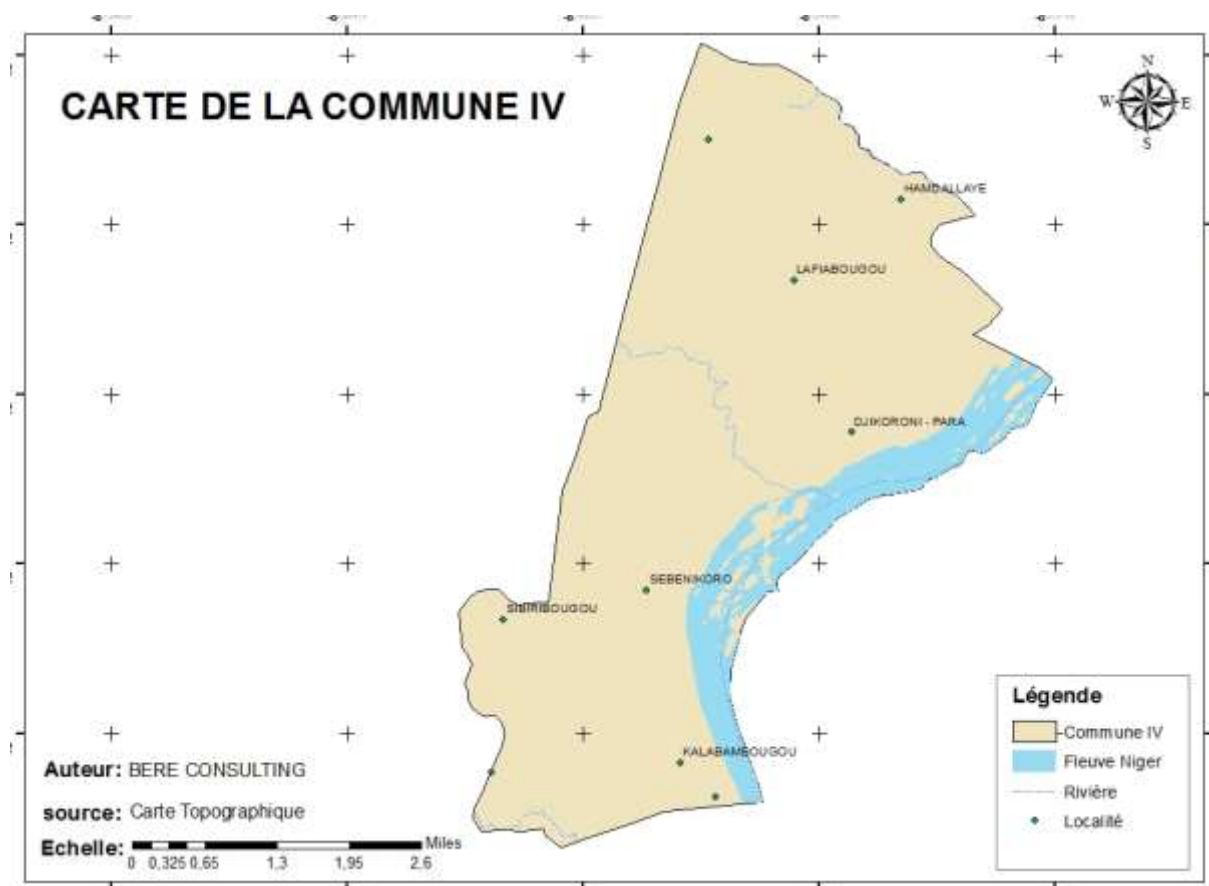 CARTE DE LA COMMUNE IV
N
W
E
S
HAMDALLAYE
LAFIABOUGOU
DJIKORONI - PARA
SEBENIKORO
SIBIRIBOUGOU
KALABAMBOUGOU
Légende
Commune IV
Fleuve Niger
Rivière
Localité
Auteur: BERE CONSULTING
source: Carte Topographique
Echelle:
Miles
0 0,325 0,65 1,3 1,95 2,6